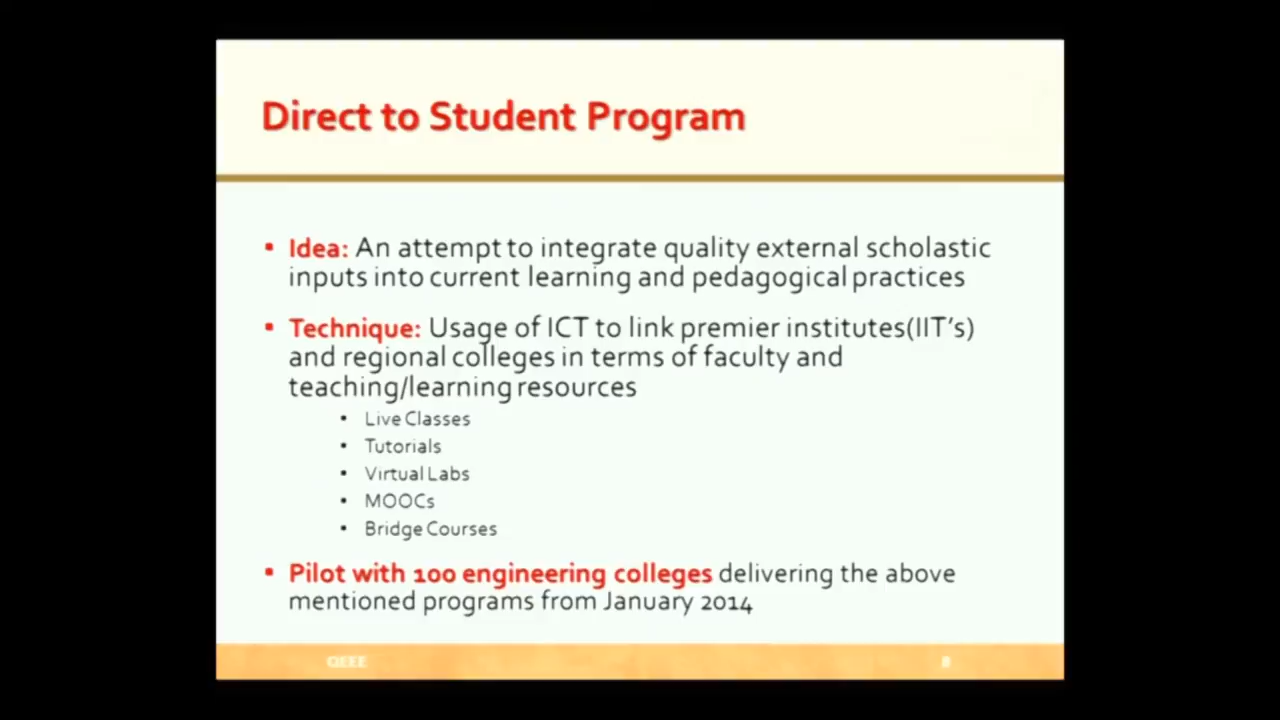 Direct to Student Program
▪ Idea: An attempt to integrate quality external scholastic
inputs into current learning and pedagogical practices
▪ Technique: Usage of ICT to link premier institutes(IIT's)
and regional colleges in terms of faculty and
teaching/learning resources
• Live Classes
• Tutorials
• Virtual Labs
• MOOCs
• Bridge Courses
▪ Pilot with 100 engineering colleges delivering the above
mentioned programs from January 2014
QEEE 8